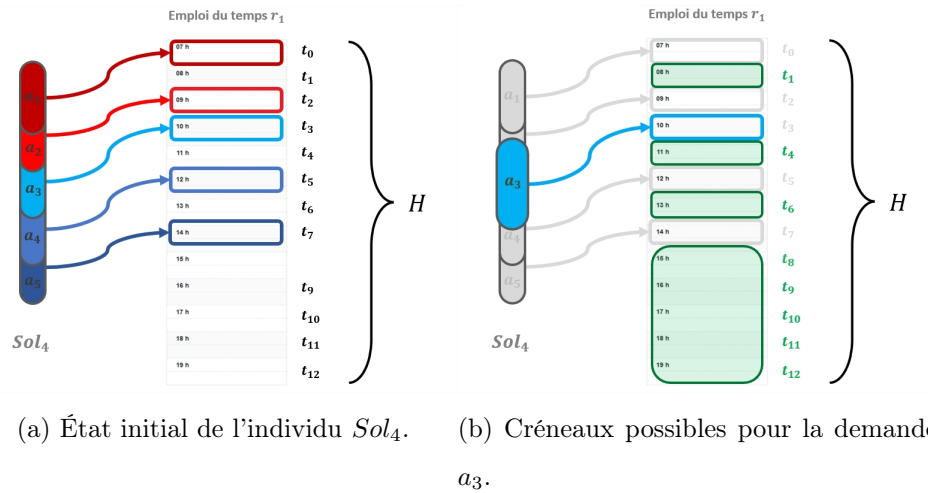 Emploi du temps r₁
07 h
08 h
09 h
10 h
11 h
12 h
13 h
14 h
15 h
16 h
17 h
18 h
19 h
t₀
t₁
t₂
t₃
t₄
t₅
t₆
t₇
t₉
t₁₀
t₁₁
t₁₂
H
a₁
a₂
a₃
a₄
a₅
Sol₄
(a) État initial de l'individu Sol₄.
Emploi du temps r₁
07 h
08 h
09 h
10 h
11 h
12 h
13 h
14 h
15 h
16 h
17 h
18 h
19 h
t₀
t₁
t₂
t₃
t₄
t₅
t₆
t₇
t₈
t₉
t₁₀
t₁₁
t₁₂
H
a₁
a₃
a₄
a₅
Sol₄
(b) Créneaux possibles pour la demande
a₃.